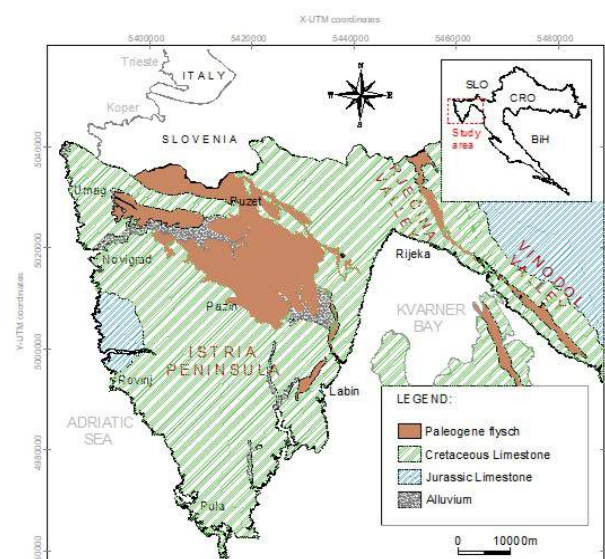 X-UTM coordinates
5400000 5420000 5440000 5460000 5480000
Trieste
ITALY
N
W E
S
Koper
SLOVENIA
SLO
CRO
BiH
Study
area
Y-UTM coordinates
5040000
5020000
5000000
4980000
Umag
Buzet
RJEČINA
VALLEY
Novigrad
Rijeka
VINODOL
VALLEY
Pazin
KVARNER
BAY
ISTRIA
PENINSULA
Rovinj
Labin
ADRIATIC
SEA
Pula
LEGEND:
Paleogene flysch
Cretaceous Limestone
Jurassic Limestone
Alluvium
0 10000m